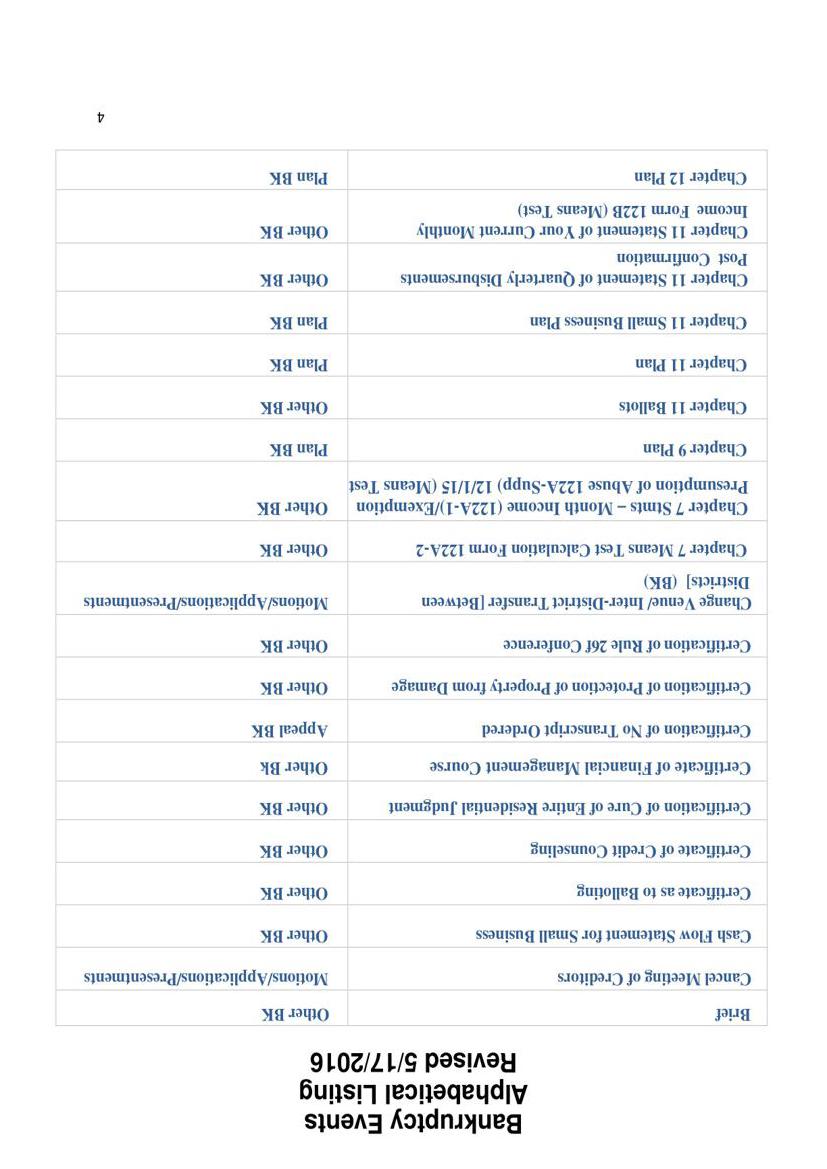 Bankruptcy Events
Alphabetical Listing
Revised 5/17/2016
Brief
Other BK
Cancel Meeting of Creditors
Motions/Applications/Presentments
Cash Flow Statement for Small Business
Other BK
Certificate as to Balloting
Other BK
Certificate of Credit Counseling
Other BK
Certification of Cure of Entire Residential Judgment
Other BK
Certificate of Financial Management Course
Other Bk
Certification of No Transcript Ordered
Appeal BK
Certification of Protection of Property from Damage
Other BK
Certification of Rule 26f Conference
Other BK
Change Venue/ Inter-District Transfer [Between
Districts] (BK)
Motions/Applications/Presentments
Chapter 7 Means Test Calculation Form 122A-2
Other BK
Chapter 7 Stmts – Month Income (122A-1)/Exemption
Presumption of Abuse 122A-Supp) 12/1/15 (Means Test
Other BK
Chapter 9 Plan
Plan BK
Chapter 11 Ballots
Other BK
Chapter 11 Plan
Plan BK
Chapter 11 Small Business Plan
Plan BK
Chapter 11 Statement of Quarterly Disbursements
Post Confirmation
Other BK
Chapter 11 Statement of Your Current Monthly
Income Form 122B (Means Test)
Other BK
Chapter 12 Plan
Plan BK
4